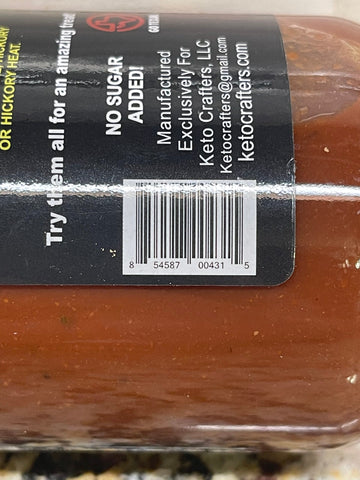 HICKORY
OR HICKORY HEAT.
Try them all for an amazing treat
NO SUGAR
ADDED!
Manufactured
Exclusively For
Keto Crafters, LLC
Ketocrafters@gmail.com
ketocrafters.com
8 54587 00431 5